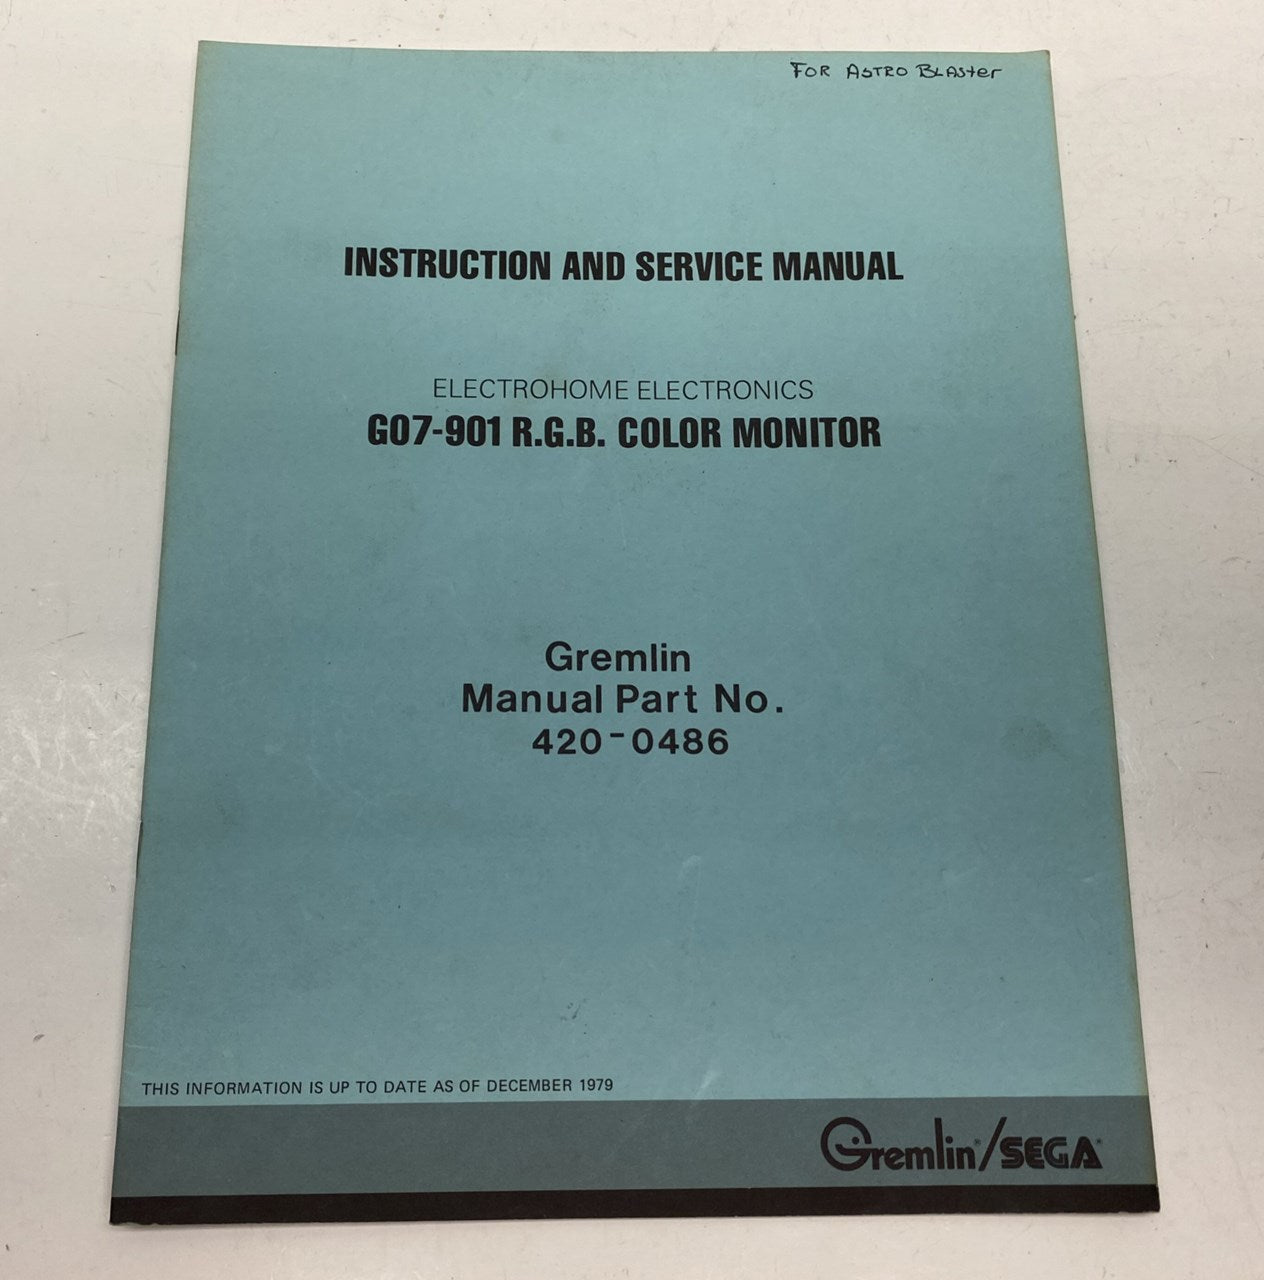 FOR ASTRO BLASter
INSTRUCTION AND SERVICE MANUAL
ELECTROHOME ELECTRONICS
G07-901 R.G.B. COLOR MONITOR
Gremlin
Manual Part No.
420-0486
THIS INFORMATION IS UP TO DATE AS OF DECEMBER 1979
Gremlin®/SEGA®